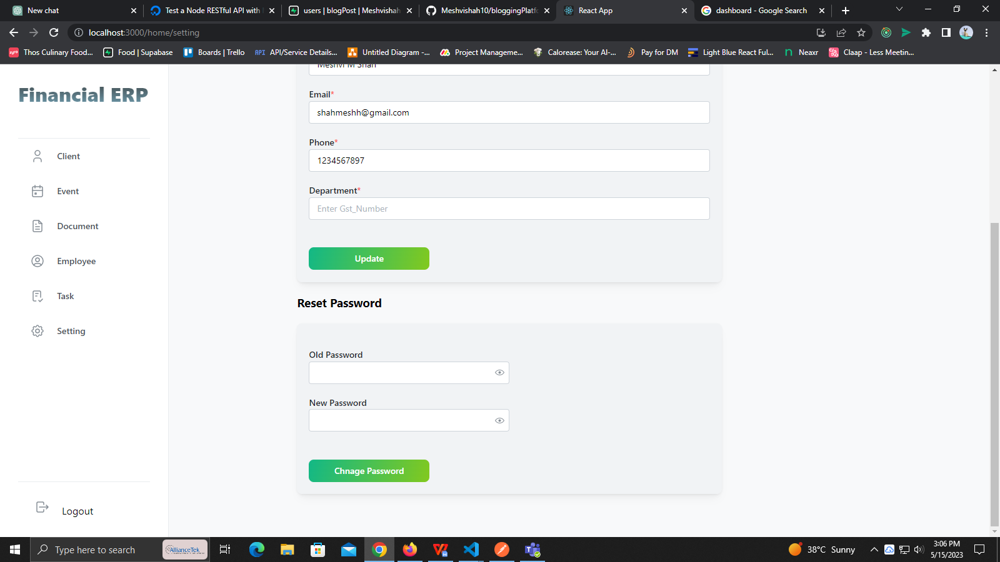 New chat
Test a Node RESTful API with
users | blogPost | Meshvishah
Meshvishah10/bloggingPlatfo
React App
dashboard - Google Search
localhost:3000/home/setting
Thos Culinary Food...
Food | Supabase
Boards | Trello
API
API/Service Details...
Untitled Diagram -...
Project Manageme...
Calorease: Your AI-...
Pay for DM
Light Blue React Ful...
Neaxr
Claap - Less Meetin...
Financial ERP
Client
Event
Document
Employee
Task
Setting
Logout
Meshvi M Shah
Email*
shahmeshh@gmail.com
Phone*
1234567897
Department*
Enter Gst_Number
Update
Reset Password
Old Password
New Password
Chnage Password
Type here to search
AllianceTek
38°C Sunny
3:06 PM
5/15/2023